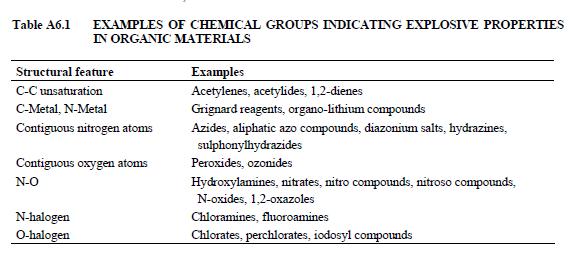 Table A6.1 EXAMPLES OF CHEMICAL GROUPS INDICATING EXPLOSIVE PROPERTIES
IN ORGANIC MATERIALS
Structural feature Examples
C-C unsaturation Acetylenes, acetylides, 1,2-dienes
C-Metal, N-Metal Grignard reagents, organo-lithium compounds
Contiguous nitrogen atoms Azides, aliphatic azo compounds, diazonium salts, hydrazines,
sulphonylhydrazides
Contiguous oxygen atoms Peroxides, ozonides
N-O Hydroxylamines, nitrates, nitro compounds, nitroso compounds,
N-oxides, 1,2-oxazoles
N-halogen Chloramines, fluoroamines
O-halogen Chlorates, perchlorates, iodosyl compounds